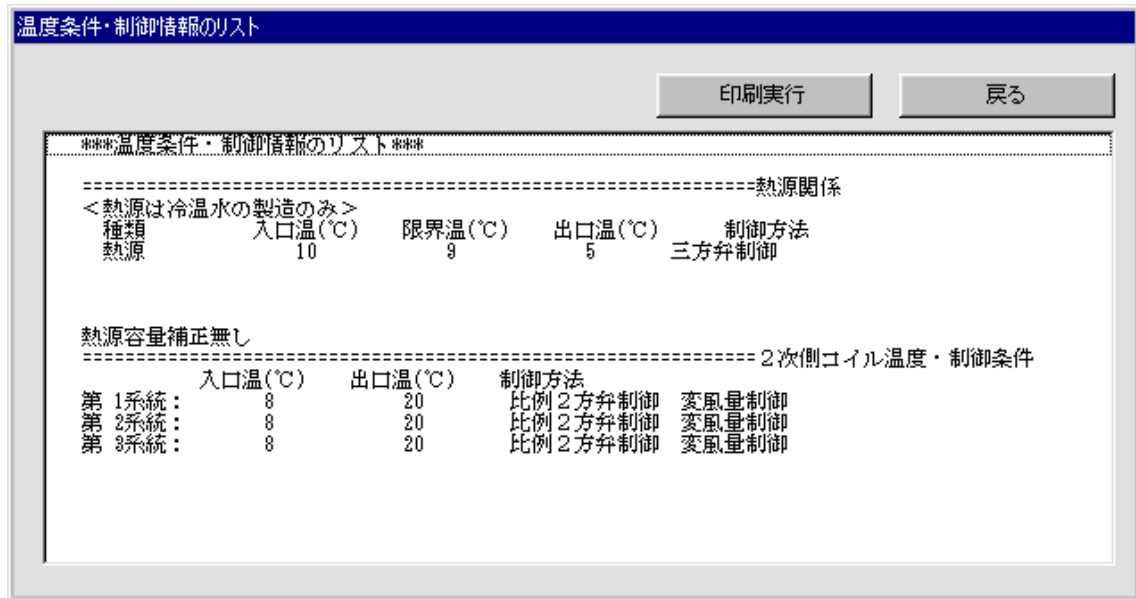 温度条件・制御情報のリスト
印刷実行 戻る
***温度条件・制御情報のリスト***
===============================================================熱源関係
<熱源は冷温水の製造のみ>
種類 入口温(℃) 限界温(℃) 出口温(℃) 制御方法
熱源 10 9 5 三方弁制御
熱源容量補正無し
===============================================================2次側コイル温度・制御条件
入口温(℃) 出口温(℃) 制御方法
第 1系統: 8 20 比例2方弁制御 変風量制御
第 2系統: 8 20 比例2方弁制御 変風量制御
第 3系統: 8 20 比例2方弁制御 変風量制御